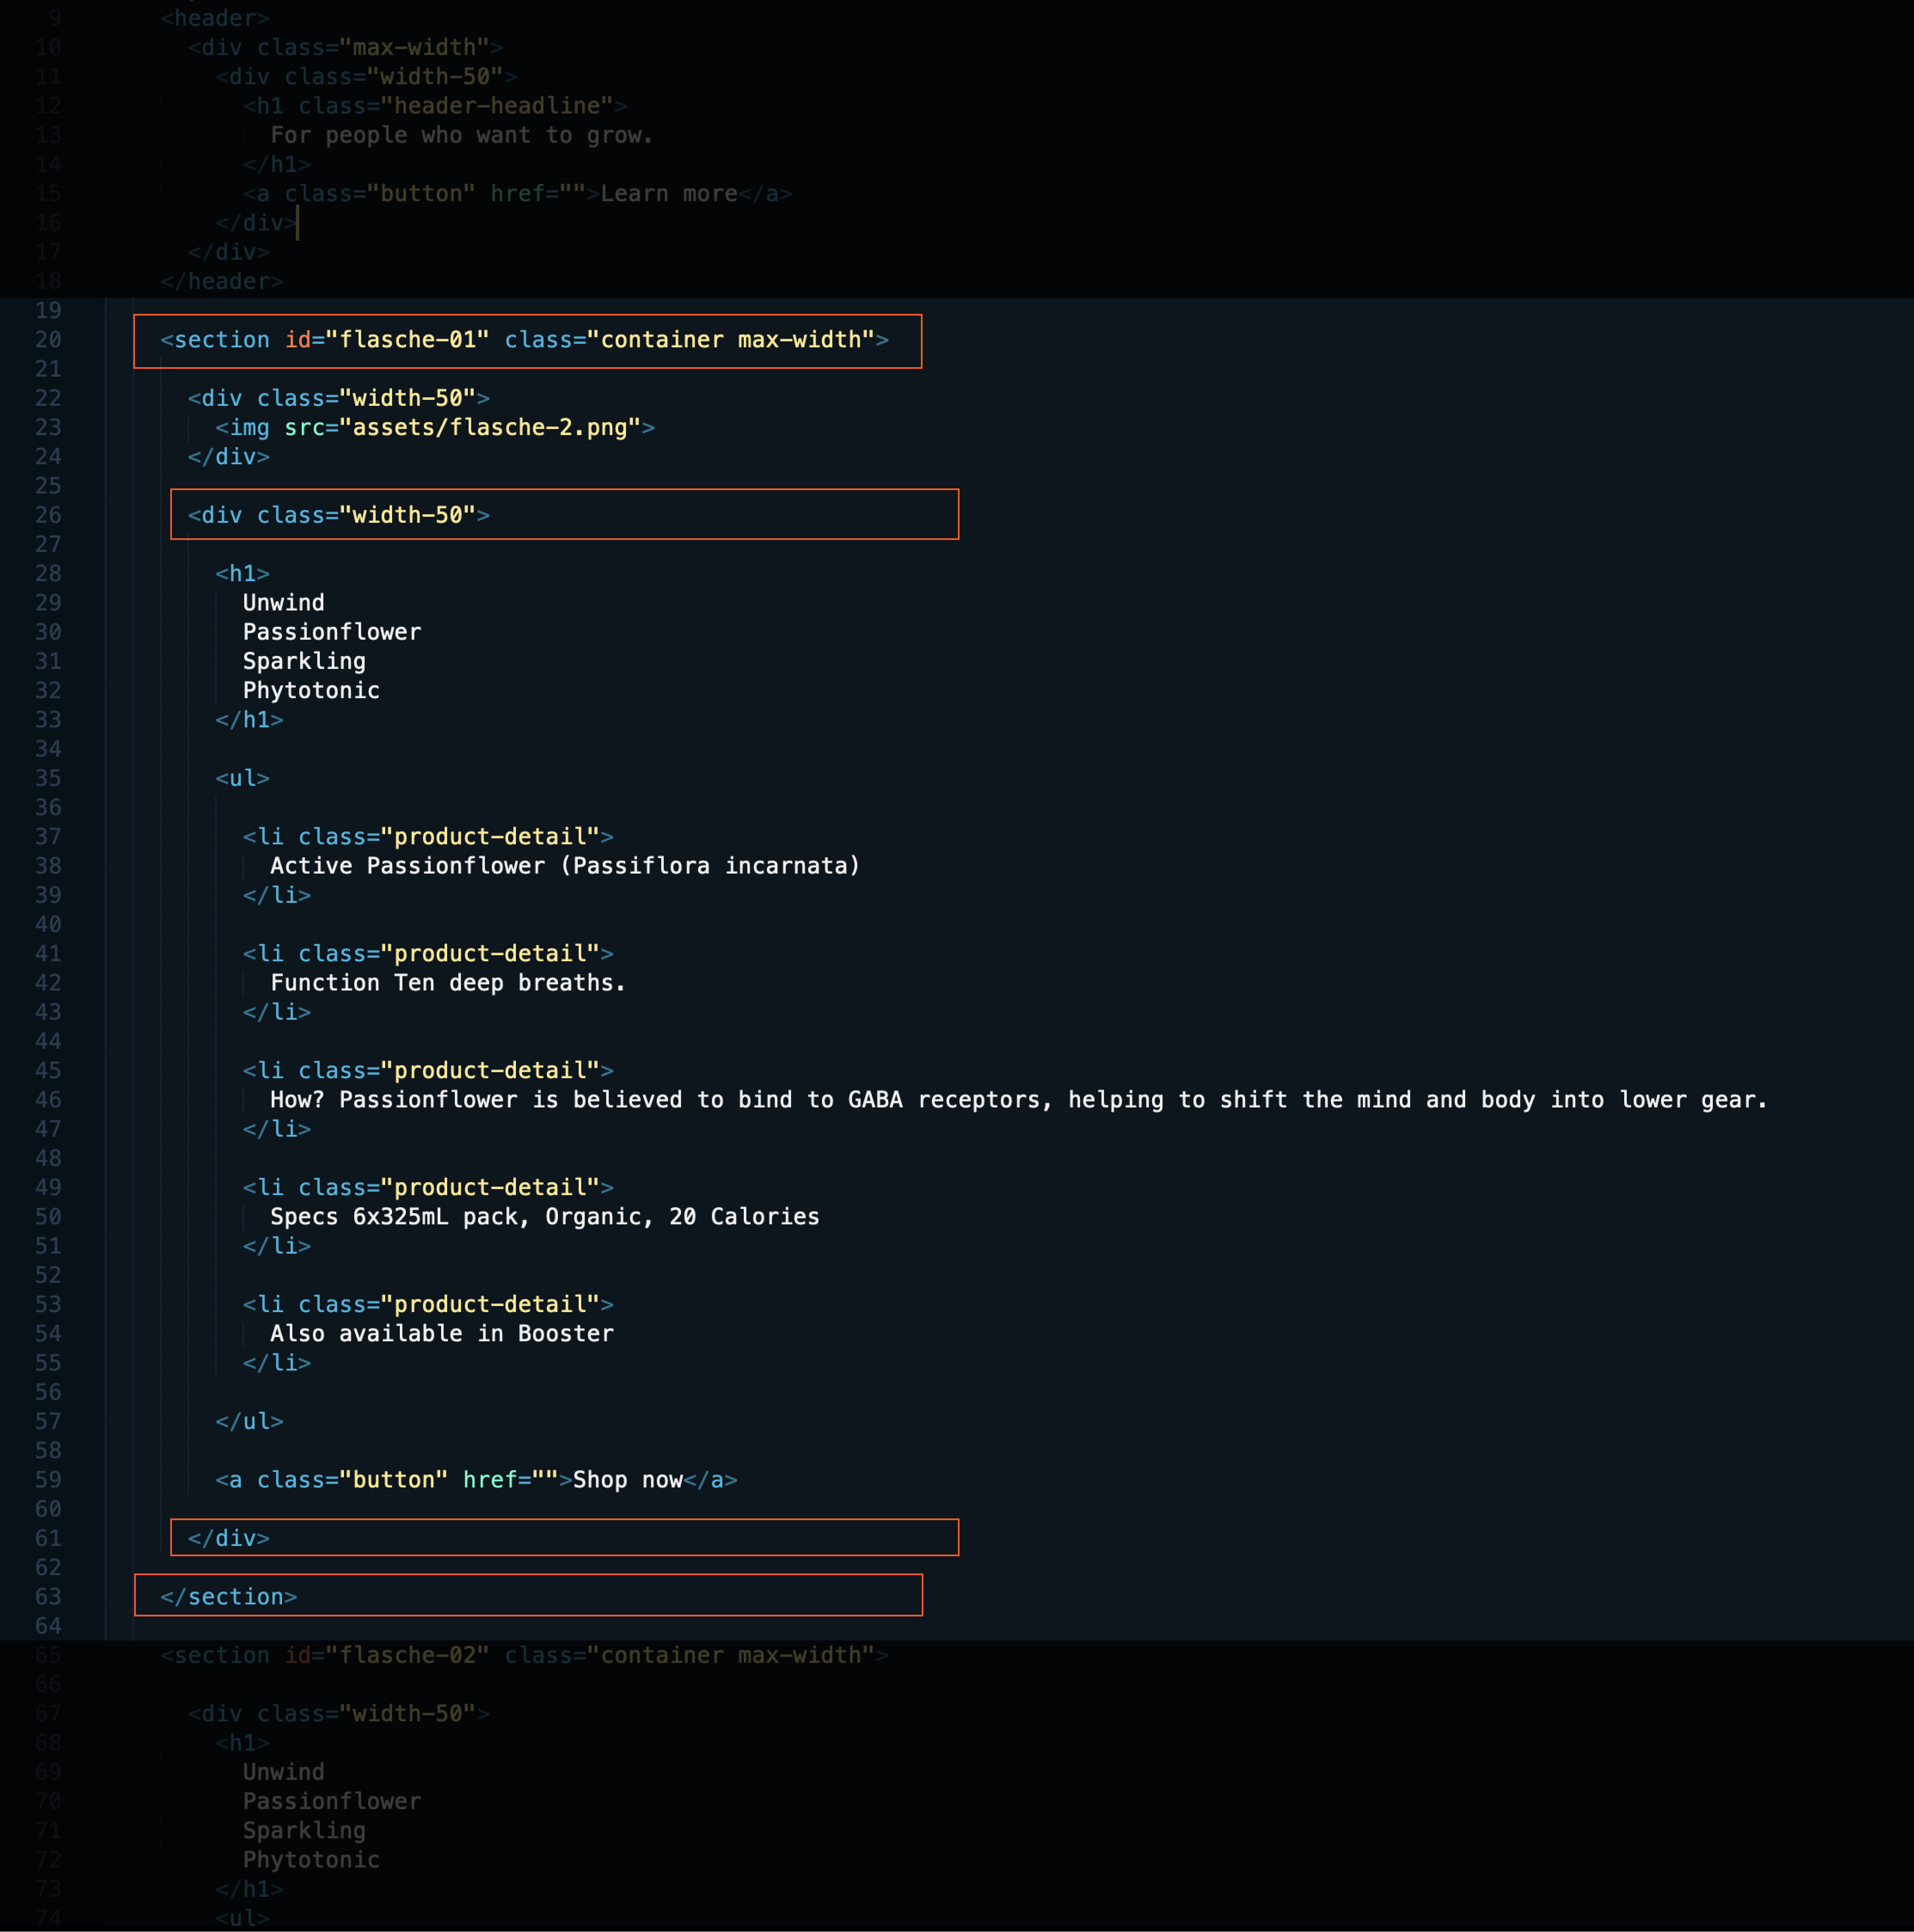 9 <header>
10 <div class="max-width">
11 <div class="width-50">
12 <h1 class="header-headline">
13 For people who want to grow.
14 </h1>
15 <a class="button" href="">Learn more</a>
16 </div>
17 </div>
18 </header>
19
20 <section id="flasche-01" class="container max-width">
21
22 <div class="width-50">
23 <img src="assets/flasche-2.png">
24 </div>
25
26 <div class="width-50">
27
28 <h1>
29 Unwind
30 Passionflower
31 Sparkling
32 Phytotonic
33 </h1>
34
35 <ul>
36
37 <li class="product-detail">
38 Active Passionflower (Passiflora incarnata)
39 </li>
40
41 <li class="product-detail">
42 Function Ten deep breaths.
43 </li>
44
45 <li class="product-detail">
46 How? Passionflower is believed to bind to GABA receptors, helping to shift the mind and body into lower gear.
47 </li>
48
49 <li class="product-detail">
50 Specs 6x325mL pack, Organic, 20 Calories
51 </li>
52
53 <li class="product-detail">
54 Also available in Booster
55 </li>
56
57 </ul>
58
59 <a class="button" href="">Shop now</a>
60
61 </div>
62
63 </section>
64
65 <section id="flasche-02" class="container max-width">
66
67 <div class="width-50">
68 <h1>
69 Unwind
70 Passionflower
71 Sparkling
72 Phytotonic
73 </h1>
74 <ul>